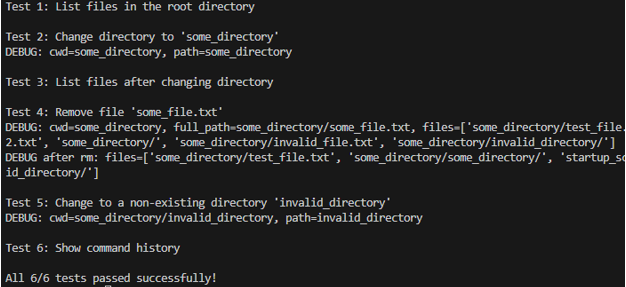 Test 1: List files in the root directory
Test 2: Change directory to 'some_directory'
DEBUG: cwd=some_directory, path=some_directory
Test 3: List files after changing directory
Test 4: Remove file 'some_file.txt'
DEBUG: cwd=some_directory, full_path=some_directory/some_file.txt, files=['some_directory/test_file.
2.txt', 'some_directory/', 'some_directory/invalid_file.txt', 'some_directory/invalid_directory/']
DEBUG after rm: files=['some_directory/test_file.txt', 'some_directory/some_directory/', 'startup_sc
id_directory/']
Test 5: Change to a non-existing directory 'invalid_directory'
DEBUG: cwd=some_directory/invalid_directory, path=invalid_directory
Test 6: Show command history
All 6/6 tests passed successfully!